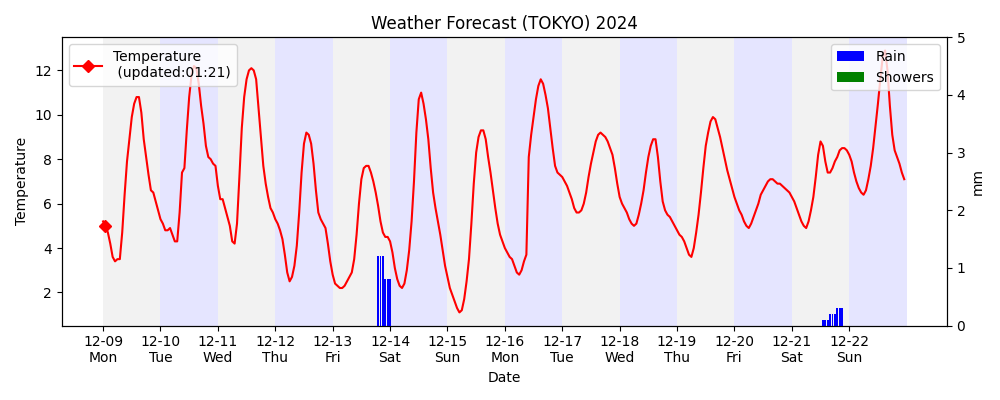 Weather Forecast (TOKYO) 2024
Temperature
(updated:01:21)
Rain
Showers
Temperature
12
10
8
6
4
2
5
4
3
2
1
0
mm
12-09 12-10 12-11 12-12 12-13 12-14 12-15 12-16 12-17 12-18 12-19 12-20 12-21 12-22
Mon Tue Wed Thu Fri Sat Sun Mon Tue Wed Thu Fri Sat Sun
Date